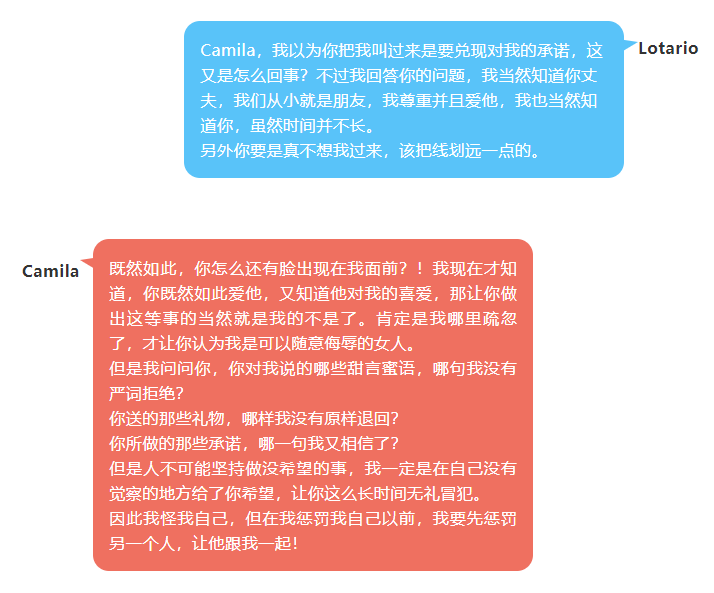 Lotario
Camila，我以为你把我叫过来是要兑现对我的承诺，这
又是怎么回事？不过我回答你的问题，我当然知道你丈
夫，我们从小就是朋友，我尊重并且爱他，我也当然知
道你，虽然时间并不长。
另外你要是真不想我过来，该把线划远一点的。
Camila
既然如此，你怎么还有脸出现在我面前？！我现在才知
道，你既然如此爱他，又知道他对我的喜爱，那让你做
出这等事的当然就是我的不是了。肯定是我哪里疏忽
了，才让你认为我是可以随意侮辱的女人。
但是我问问你，你对我说的哪些甜言蜜语，哪句我没有
严词拒绝？
你送的那些礼物，哪样我没有原样退回？
你所做的那些承诺，哪一句我又相信了？
但是人不可能坚持做没希望的事，我一定是在自己没有
觉察的地方给了你希望，让你这么长时间无礼冒犯。
因此我怪我自己，但在我惩罚我自己以前，我要先惩罚
另一个人，让他跟我一起！